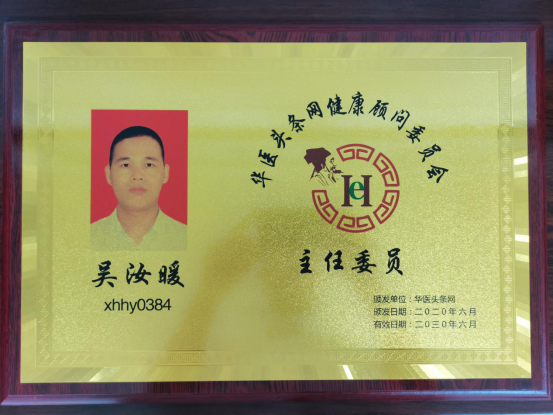 华医头条网健康顾问委员会
HeH
主任委员
吴汝暖
xhhy0384
颁发单位：华医头条网
颁发日期：二〇二〇年六月
有效日期：二〇三〇年六月